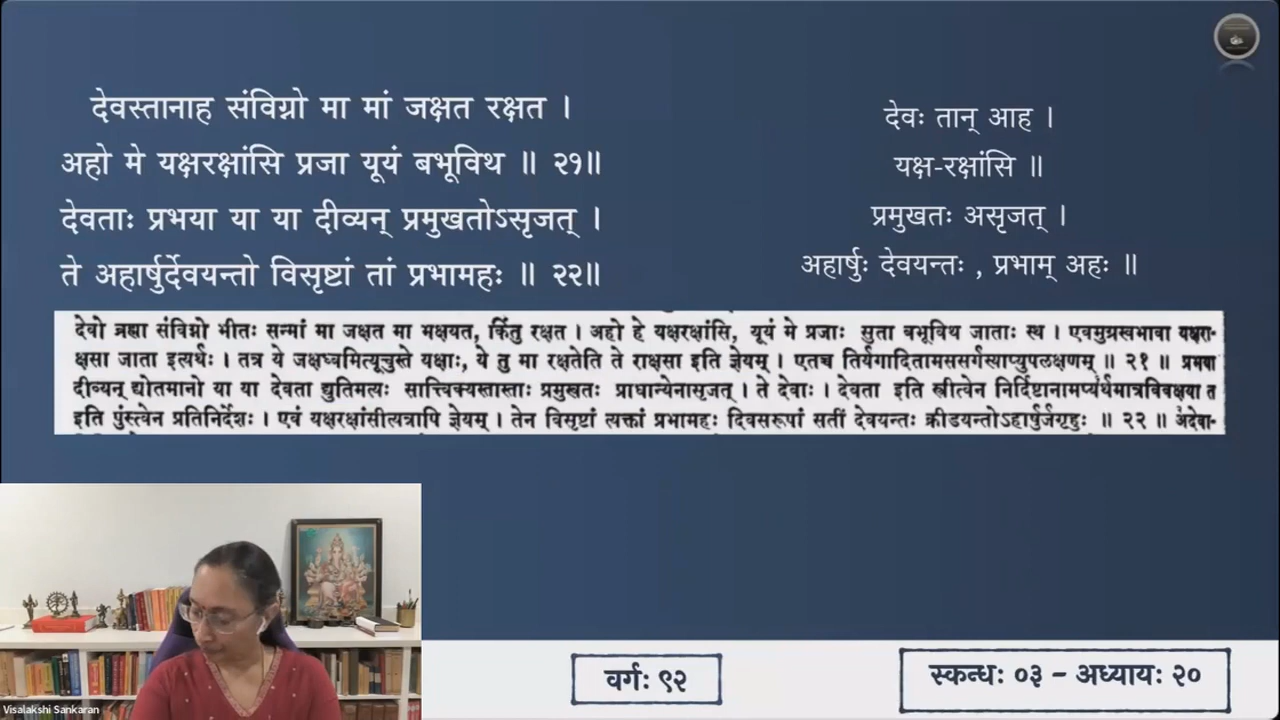 देवस्तानाह संविग्नो मा मां जक्षत रक्षत ।
अहो मे यक्षरक्षांसि प्रजा यूयं बभूविथ ॥ २१॥
देवताः प्रभया या या दीव्यन् प्रमुखतोऽसृजत् ।
ते अहार्षुर्देवयन्तो विसृष्टां तां प्रभामहः ॥ २२॥
देवः तान् आह ।
यक्ष-रक्षांसि ॥
प्रमुखतः असृजत् ।
अहार्षुः देवयन्तः , प्रभाम् अहः ॥
देवो ब्रह्मा संविग्नो भीतः सन्मां मा जक्षत मा भक्षयत, किंतु रक्षत । अहो हे यक्षरक्षांसि, यूयं मे प्रजाः सुता बभूविथ जाताः स्थ । एवमुग्रस्वभावा यक्षरा-
क्षसा जाता इत्यर्थः । तत्र ये जक्षध्वमित्यूचुस्ते यक्षाः, ये तु मा रक्षतेति ते राक्षसा इति ज्ञेयम् । एतच्च तिर्यगादितामससर्गस्याप्युपलक्षणम् ॥ २१ ॥ प्रभया
दीव्यन् द्योतमानो या या देवता द्युतिमत्यः सात्त्विक्यस्तास्ताः प्रमुखतः प्राधान्येनासृजत् । ते देवाः । देवता इति स्त्रीत्वेन निर्दिष्टानामप्यर्थमात्रविवक्षया त
इति पुंस्त्वेन प्रतिनिर्देशः । एवं यक्षरक्षांसीत्यत्रापि ज्ञेयम् । तेन विसृष्टां त्यक्तां प्रभामहः दिवसरूपां सतीं देवयन्तः क्रीडयन्तोऽहार्षुर्जगृहुः ॥ २२ ॥ अदेवा-
Visalakshi Sankaran
वर्गः ९२
स्कन्धः ०३ - अध्यायः २०